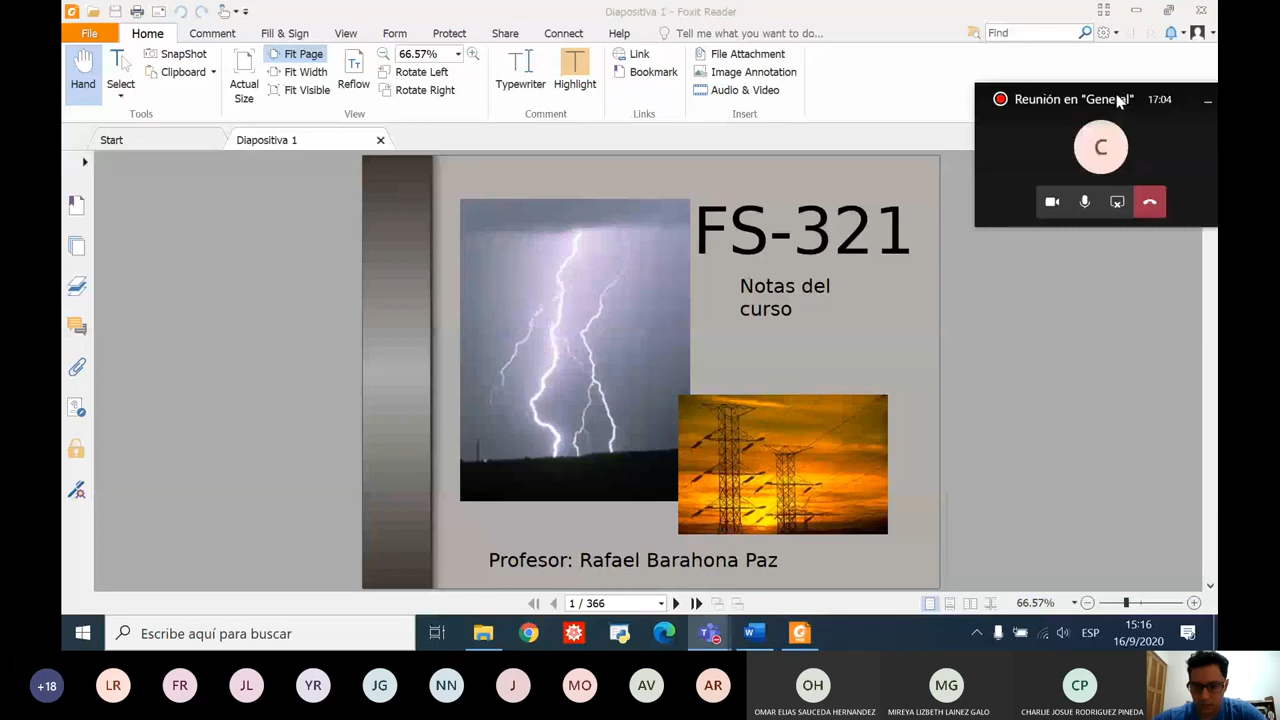 Diapositiva 1 - Foxit Reader
File Home Comment Fill & Sign View Form Protect Share Connect Help Tell me what you want to do... Find
Hand
SnapShot
Clipboard
Select
Actual Size
Fit Page
Fit Width
Fit Visible
Reflow
66.57%
Rotate Left
Rotate Right
Typewriter
Highlight
Link
Bookmark
File Attachment
Image Annotation
Audio & Video
Tools View Comment Links Insert
Reunión en "General" 17:04
C
Start Diapositiva 1
FS-321
Notas del
curso
Profesor: Rafael Barahona Paz
1 / 366
66.57%
Escribe aquí para buscar
ESP
15:16
16/9/2020
+18 LR FR JL YR JG NN J MO AV AR OH MG CP
OMAR ELIAS SAUCEDA HERNANDEZ
MIREYA LIZBETH LAINEZ GALO
CHARLIE JOSUE RODRIGUEZ PINEDA